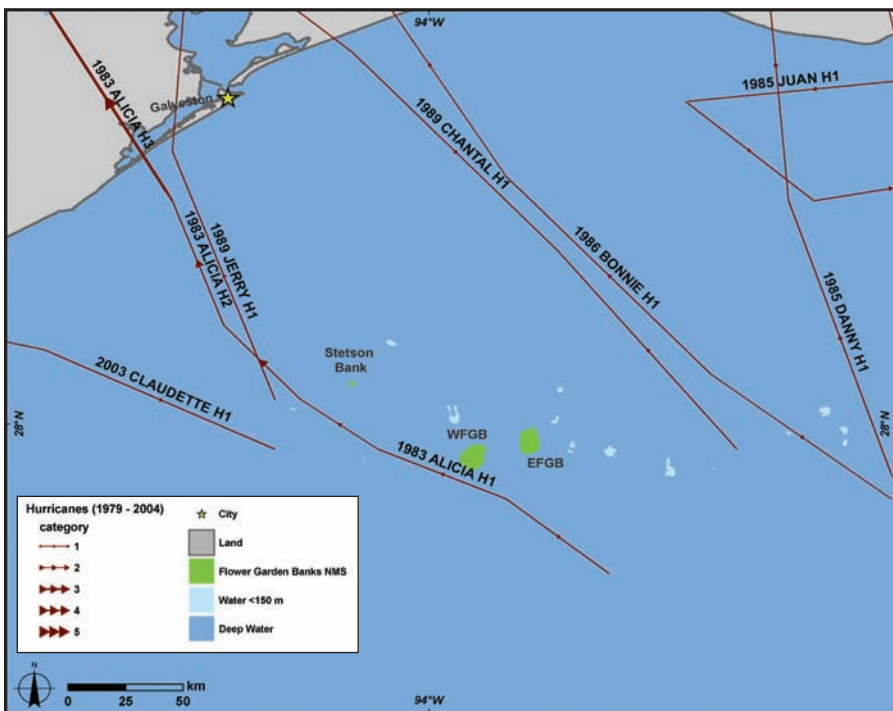 94°W
1983 ALICIA H3
Galveston
1985 JUAN H1
1989 CHANTAL H1
1983 ALICIA H2
1989 JERRY H1
1986 BONNIE H1
1985 DANNY H1
Stetson
Bank
2003 CLAUDETTE H1
28°N
28°N
WFGB
EFGB
1983 ALICIA H1
Hurricanes (1979 - 2004)
category
1
2
3
4
5
City
Land
Flower Garden Banks NMS
Water <150 m
Deep Water
N
km
0 25 50
94°W